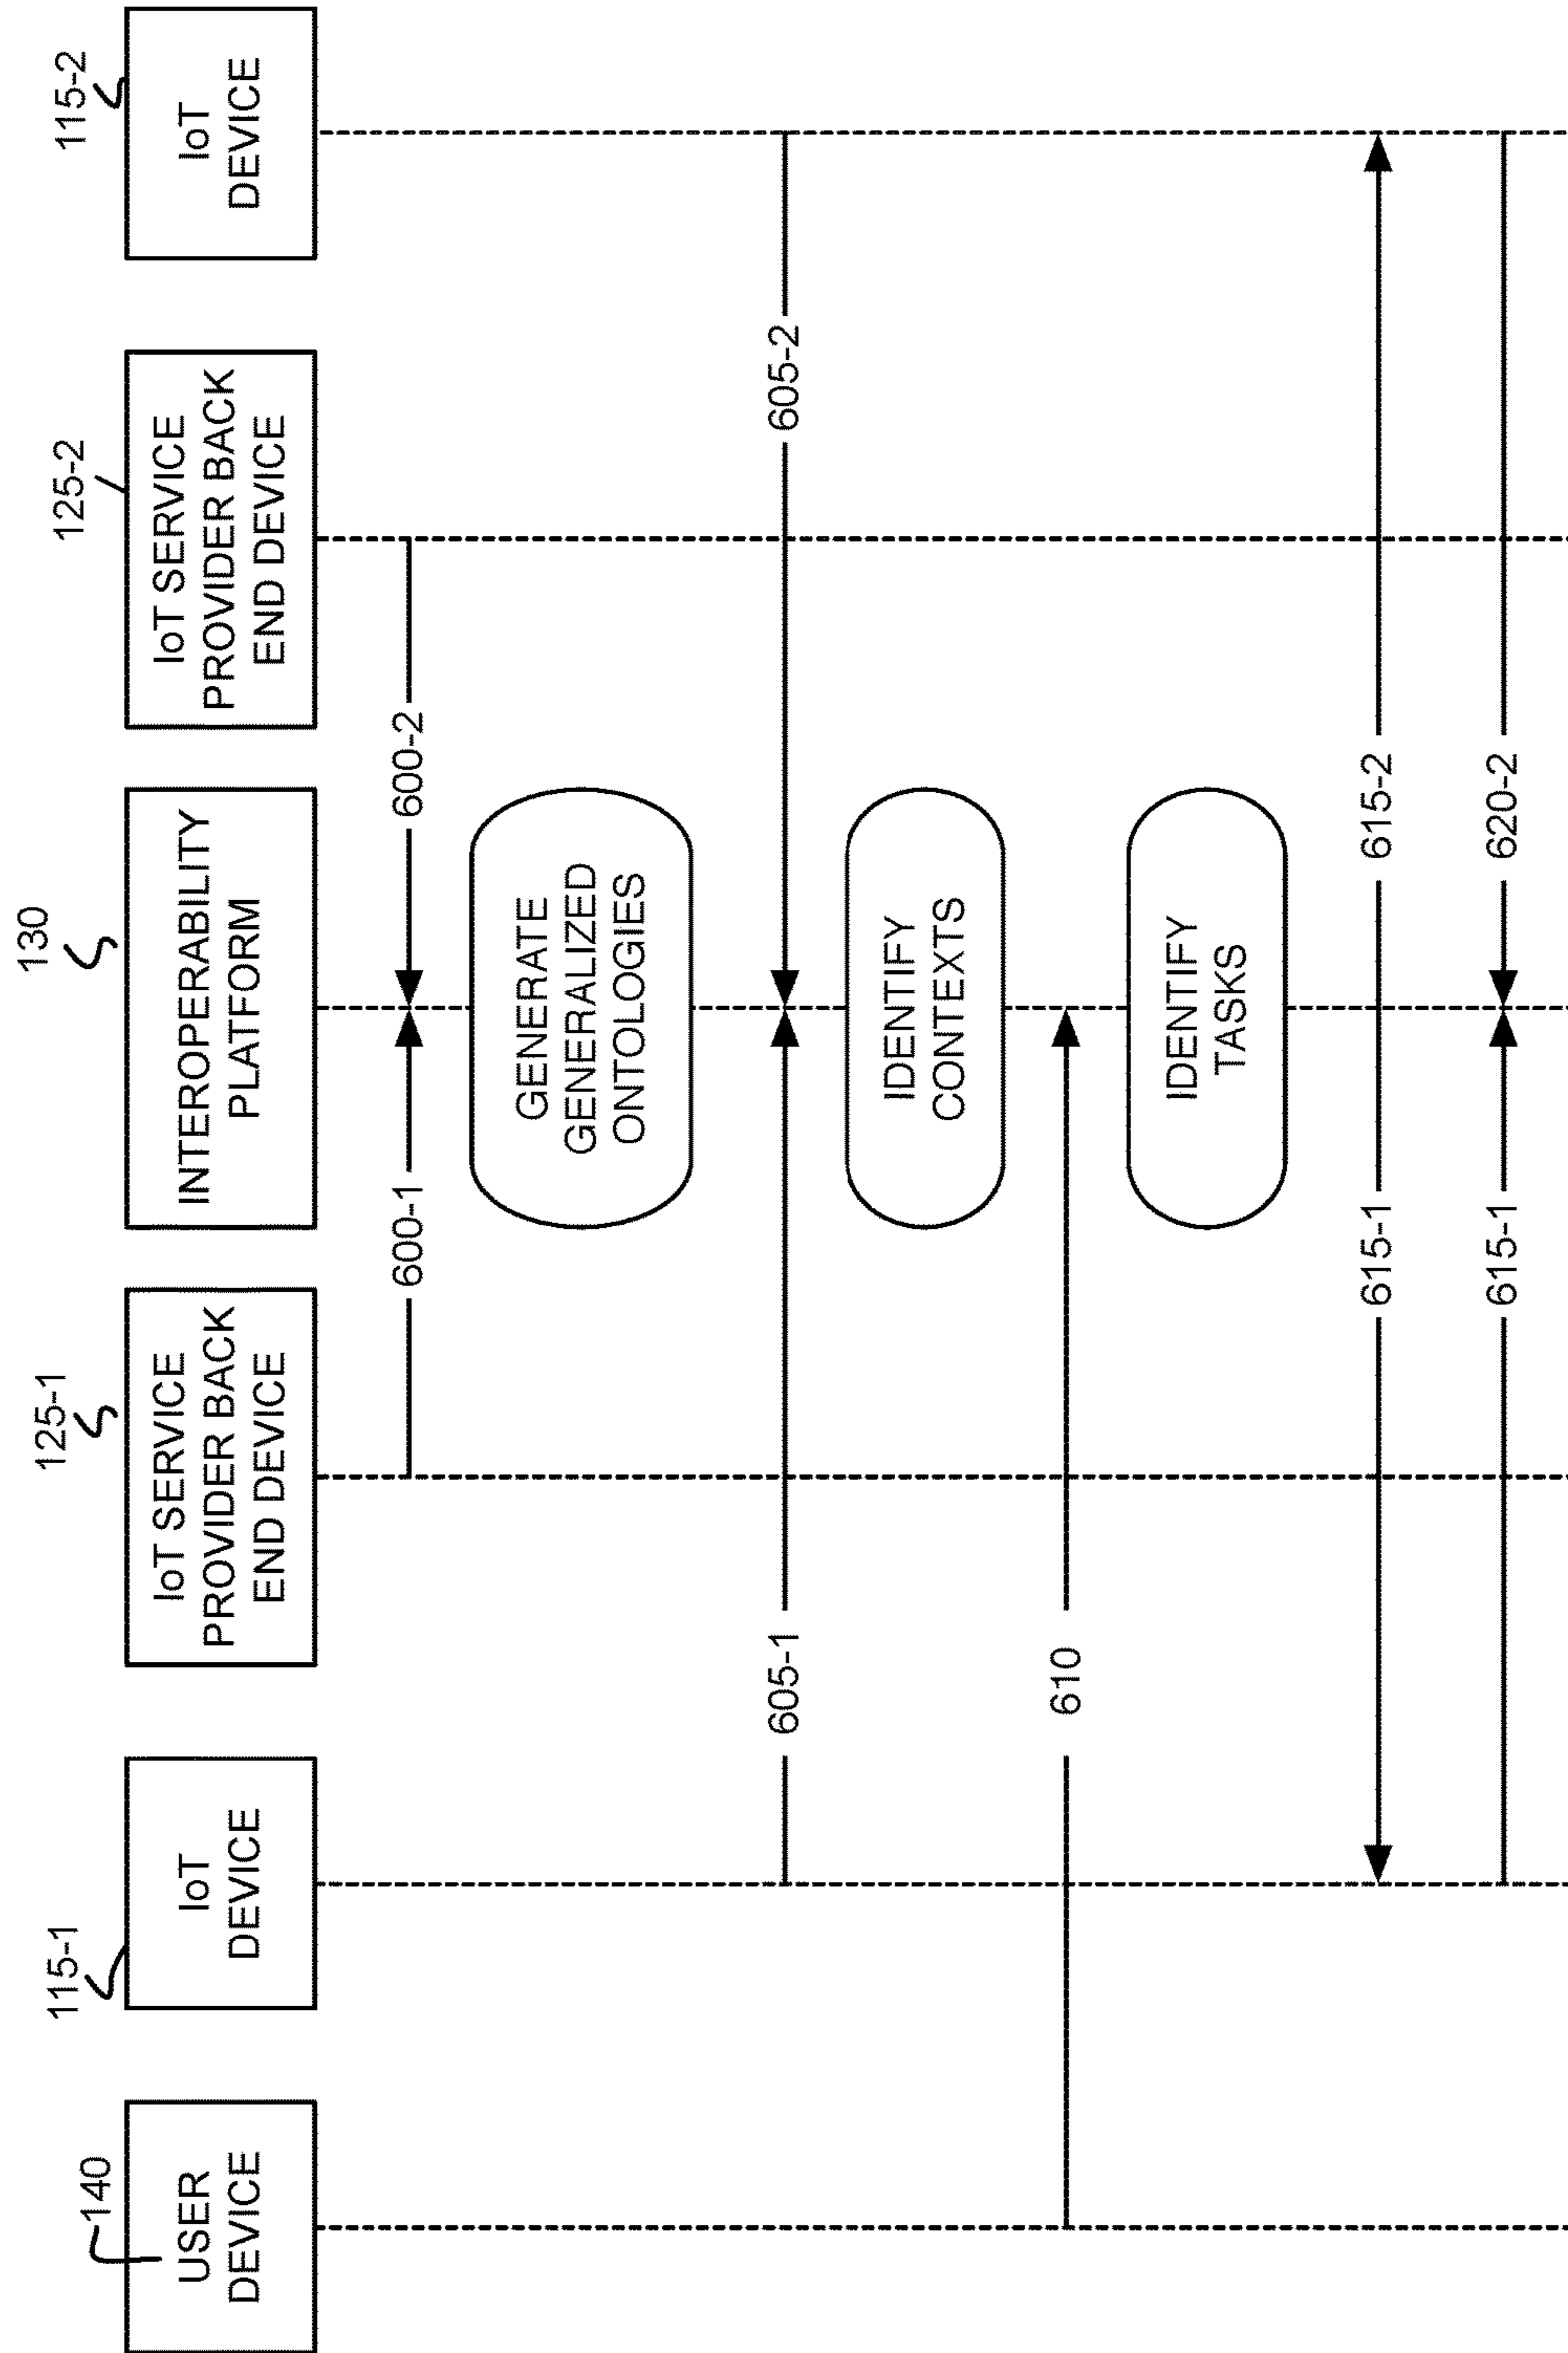 140
USER
DEVICE
115-1
IoT
DEVICE
125-1
IoT SERVICE
PROVIDER BACK
END DEVICE
130
INTEROPERABILITY
PLATFORM
125-2
IoT SERVICE
PROVIDER BACK
END DEVICE
115-2
IoT
DEVICE
600-1
600-2
GENERATE
GENERALIZED
ONTOLOGIES
605-1
605-2
IDENTIFY
CONTEXTS
610
IDENTIFY
TASKS
615-1
615-2
615-1
620-2